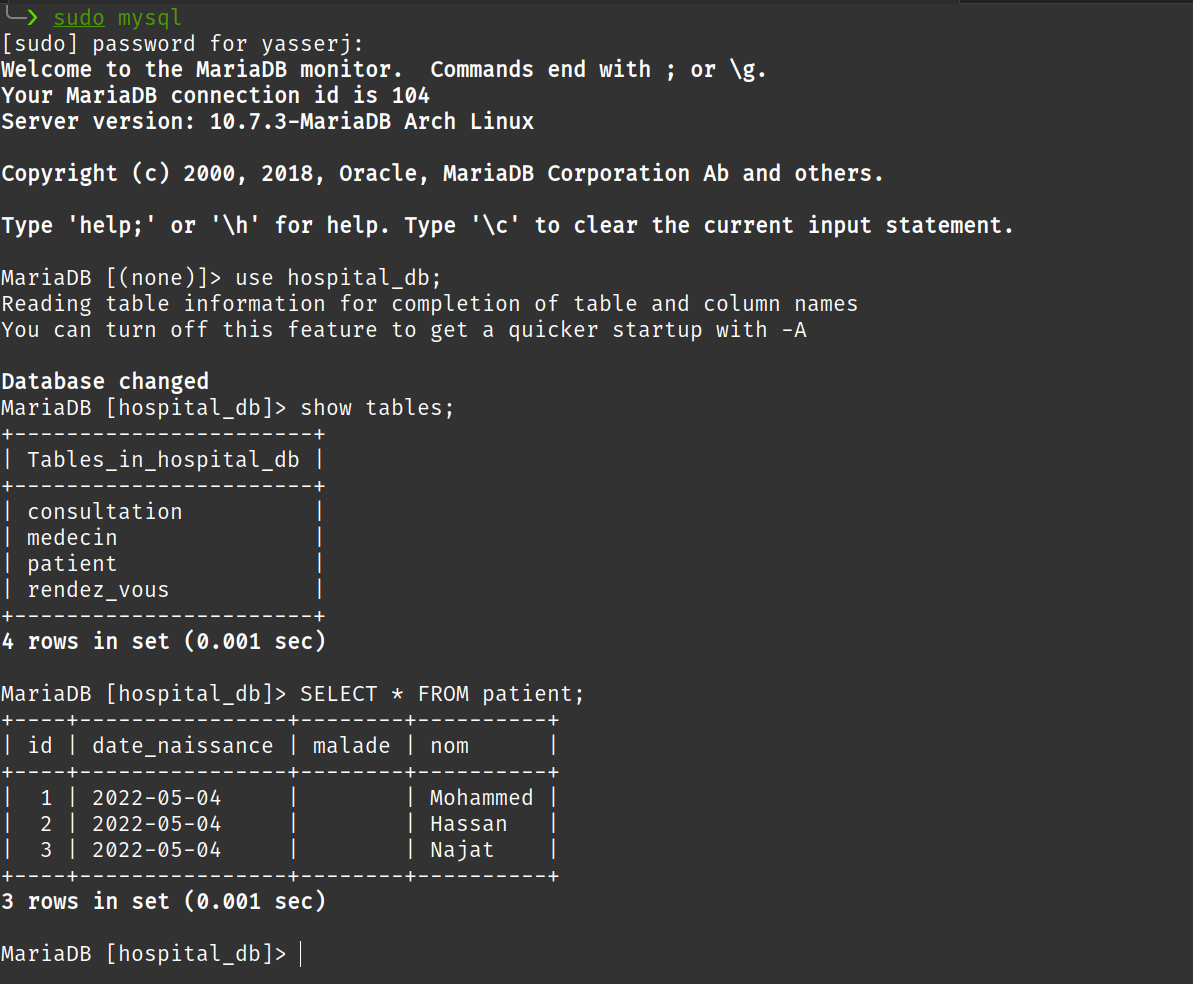 ╰─❯ sudo mysql
[sudo] password for yasserj:
Welcome to the MariaDB monitor.  Commands end with ; or \g.
Your MariaDB connection id is 104
Server version: 10.7.3-MariaDB Arch Linux

Copyright (c) 2000, 2018, Oracle, MariaDB Corporation Ab and others.

Type 'help;' or '\h' for help. Type '\c' to clear the current input statement.

MariaDB [(none)]> use hospital_db;
Reading table information for completion of table and column names
You can turn off this feature to get a quicker startup with -A

Database changed
MariaDB [hospital_db]> show tables;
+-----------------------+
| Tables_in_hospital_db |
+-----------------------+
| consultation          |
| medecin               |
| patient               |
| rendez_vous           |
+-----------------------+
4 rows in set (0.001 sec)

MariaDB [hospital_db]> SELECT * FROM patient;
+----+----------------+--------+----------+
| id | date_naissance | malade | nom      |
+----+----------------+--------+----------+
|  1 | 2022-05-04     |        | Mohammed |
|  2 | 2022-05-04     |        | Hassan   |
|  3 | 2022-05-04     |        | Najat    |
+----+----------------+--------+----------+
3 rows in set (0.001 sec)

MariaDB [hospital_db]>